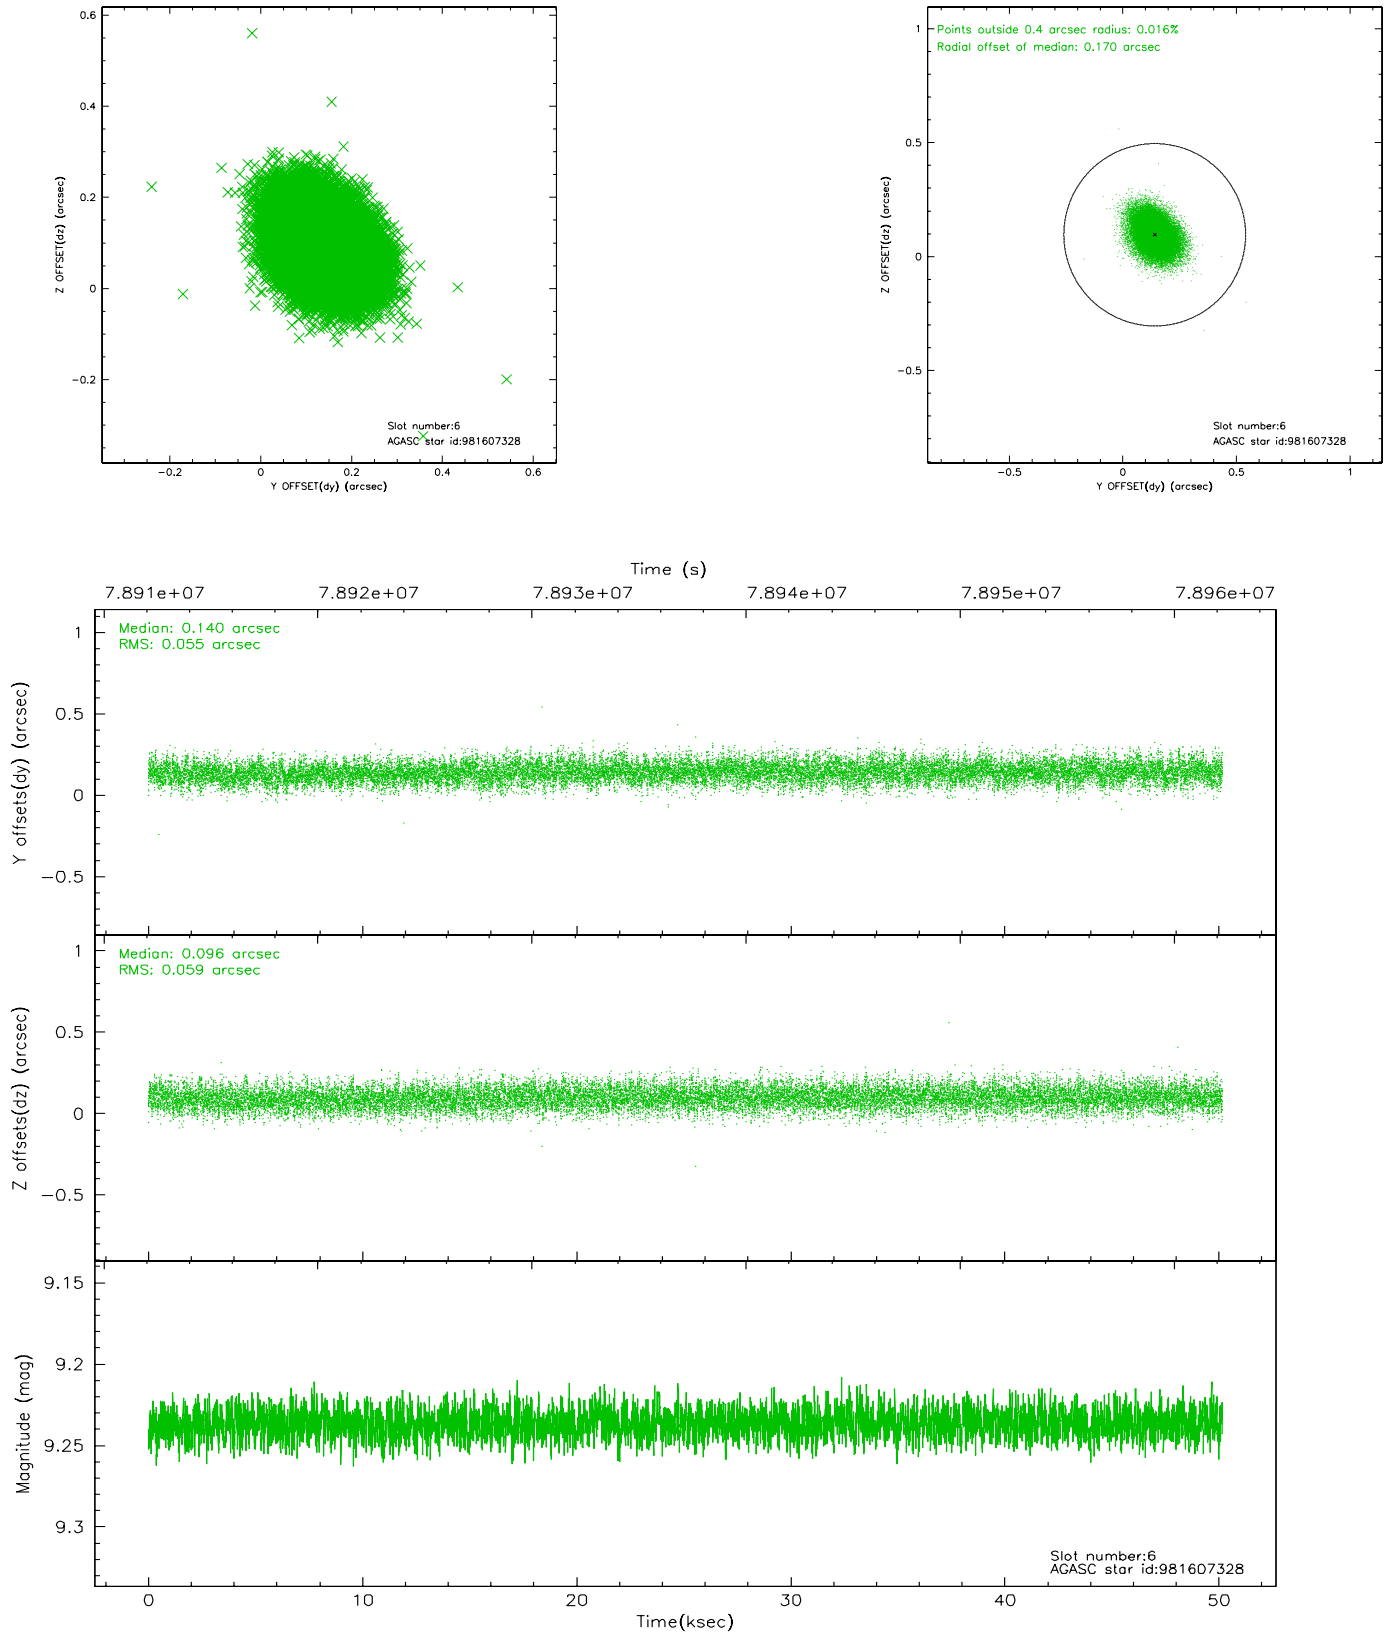 0.6
0.4
0.2
0
−0.2
Z OFFSET(dz) (arcsec)
Slot number:6
AGASC star id:981607328
−0.2 0 0.2 0.4 0.6
Y OFFSET(dy) (arcsec)
Points outside 0.4 arcsec radius: 0.016%
Radial offset of median: 0.170 arcsec
1
0.5
0
−0.5
Z OFFSET(dz) (arcsec)
Slot number:6
AGASC star id:981607328
−0.5 0 0.5 1
Y OFFSET(dy) (arcsec)
Time (s)
7.891e+07 7.892e+07 7.893e+07 7.894e+07 7.895e+07 7.896e+07
Median: 0.140 arcsec
RMS: 0.055 arcsec
1
0.5
0
−0.5
Y offsets(dy) (arcsec)
Median: 0.096 arcsec
RMS: 0.059 arcsec
1
0.5
0
−0.5
Z offsets(dz) (arcsec)
9.15
9.2
9.25
9.3
Magnitude (mag)
Slot number:6
AGASC star id:981607328
0 10 20 30 40 50
Time(ksec)